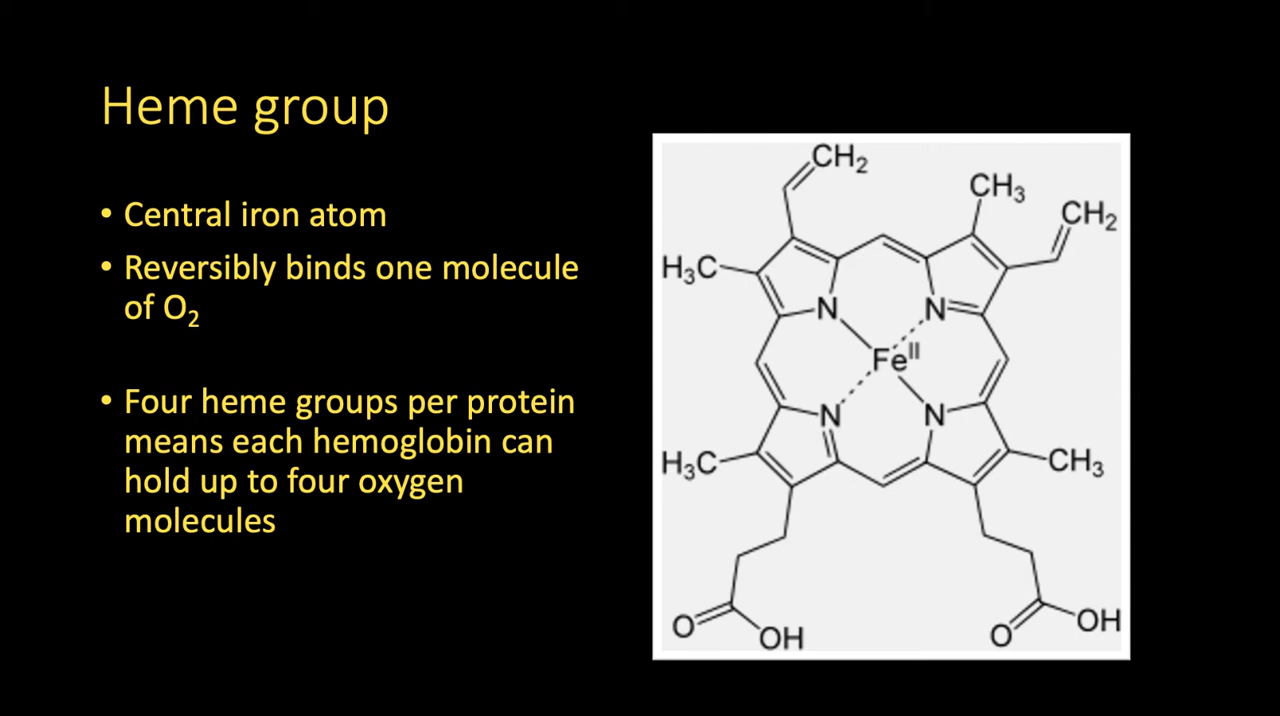 Heme group
• Central iron atom
• Reversibly binds one molecule
of O₂
• Four heme groups per protein
means each hemoglobin can
hold up to four oxygen
molecules
CH₂
CH₃
CH₂
H₃C
N
N
Feᴵᴵ
N
N
H₃C
CH₃
O
OH
O
OH